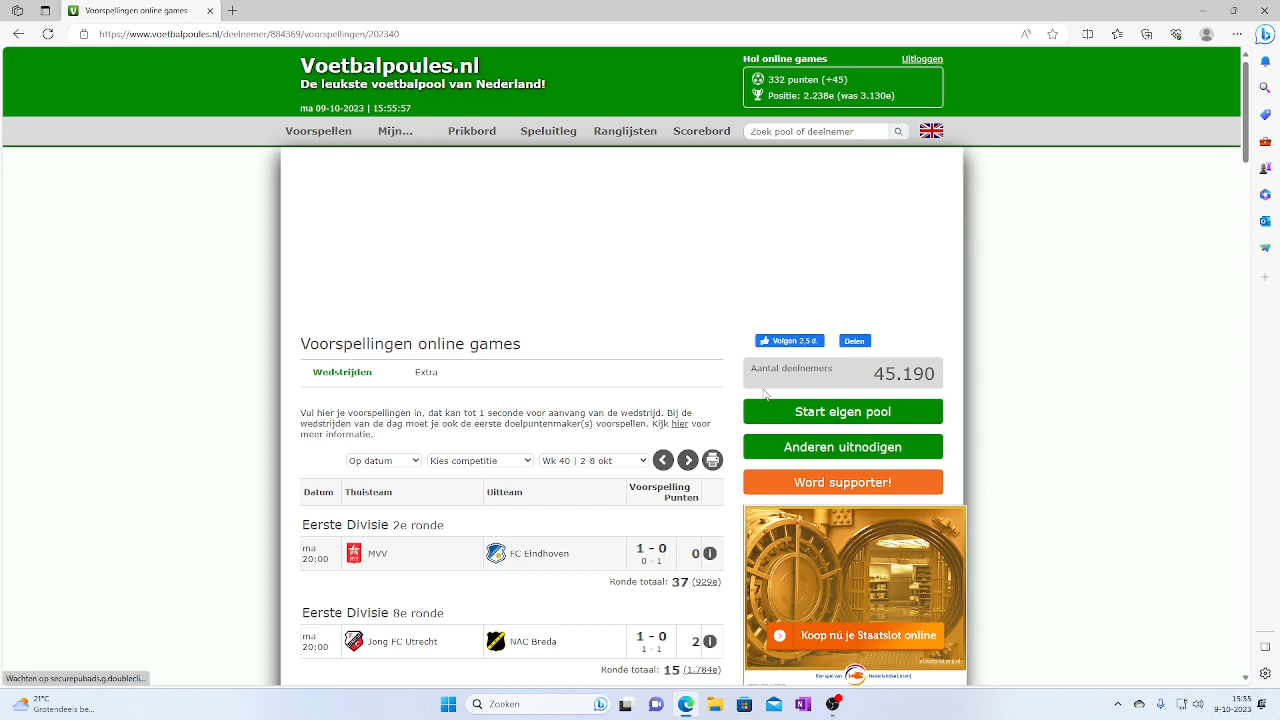 Voorspellingen online games
https://www.voetbalpoules.nl/deelnemer/884369/voorspellingen/202340
Voetbalpoules.nl
De leukste voetbalpool van Nederland!
ma 09-10-2023 | 15:55:57
Hoi online games
Uitloggen
332 punten (+45)
Positie: 2.238e (was 3.130e)
Voorspellen
Mijn...
Prikbord
Speluitleg
Ranglijsten
Scorebord
Zoek pool of deelnemer
Voorspellingen online games
Wedstrijden
Extra
Vul hier je voorspellingen in, dat kan tot 1 seconde voor aanvang van de wedstrijd. Bij de
wedstrijden van de dag moet je ook de eerste doelpuntenmaker(s) voorspellen. Kijk hier voor
meer informatie.
Op datum
Kies competitie
Wk 40 | 2-8 okt
Datum
Thuisteam
Uitteam
Voorspelling
Punten
Eerste Divisie 2e ronde
ma
20:00
MVV
FC Eindhoven
1 - 0
0 - 1
0
Ronde totaal: 37 (929e)
Eerste Divisie 8e ronde
ma
20:00
Jong FC Utrecht
NAC Breda
1 - 0
1 - 1
2
Ronde totaal: 15 (1.784e)
Volgen 2,5 d.
Delen
Aantal deelnemers
45.190
Start eigen pool
Anderen uitnodigen
Word supporter!
Koop nú je Staatslot online
staatsloterij.nl
Een spel van
Nederlandse Loterij
Wachten op securepubads.g.doubleclick...
21°C
Grotendeels be...
Zoeken
15:55
9-10-2023